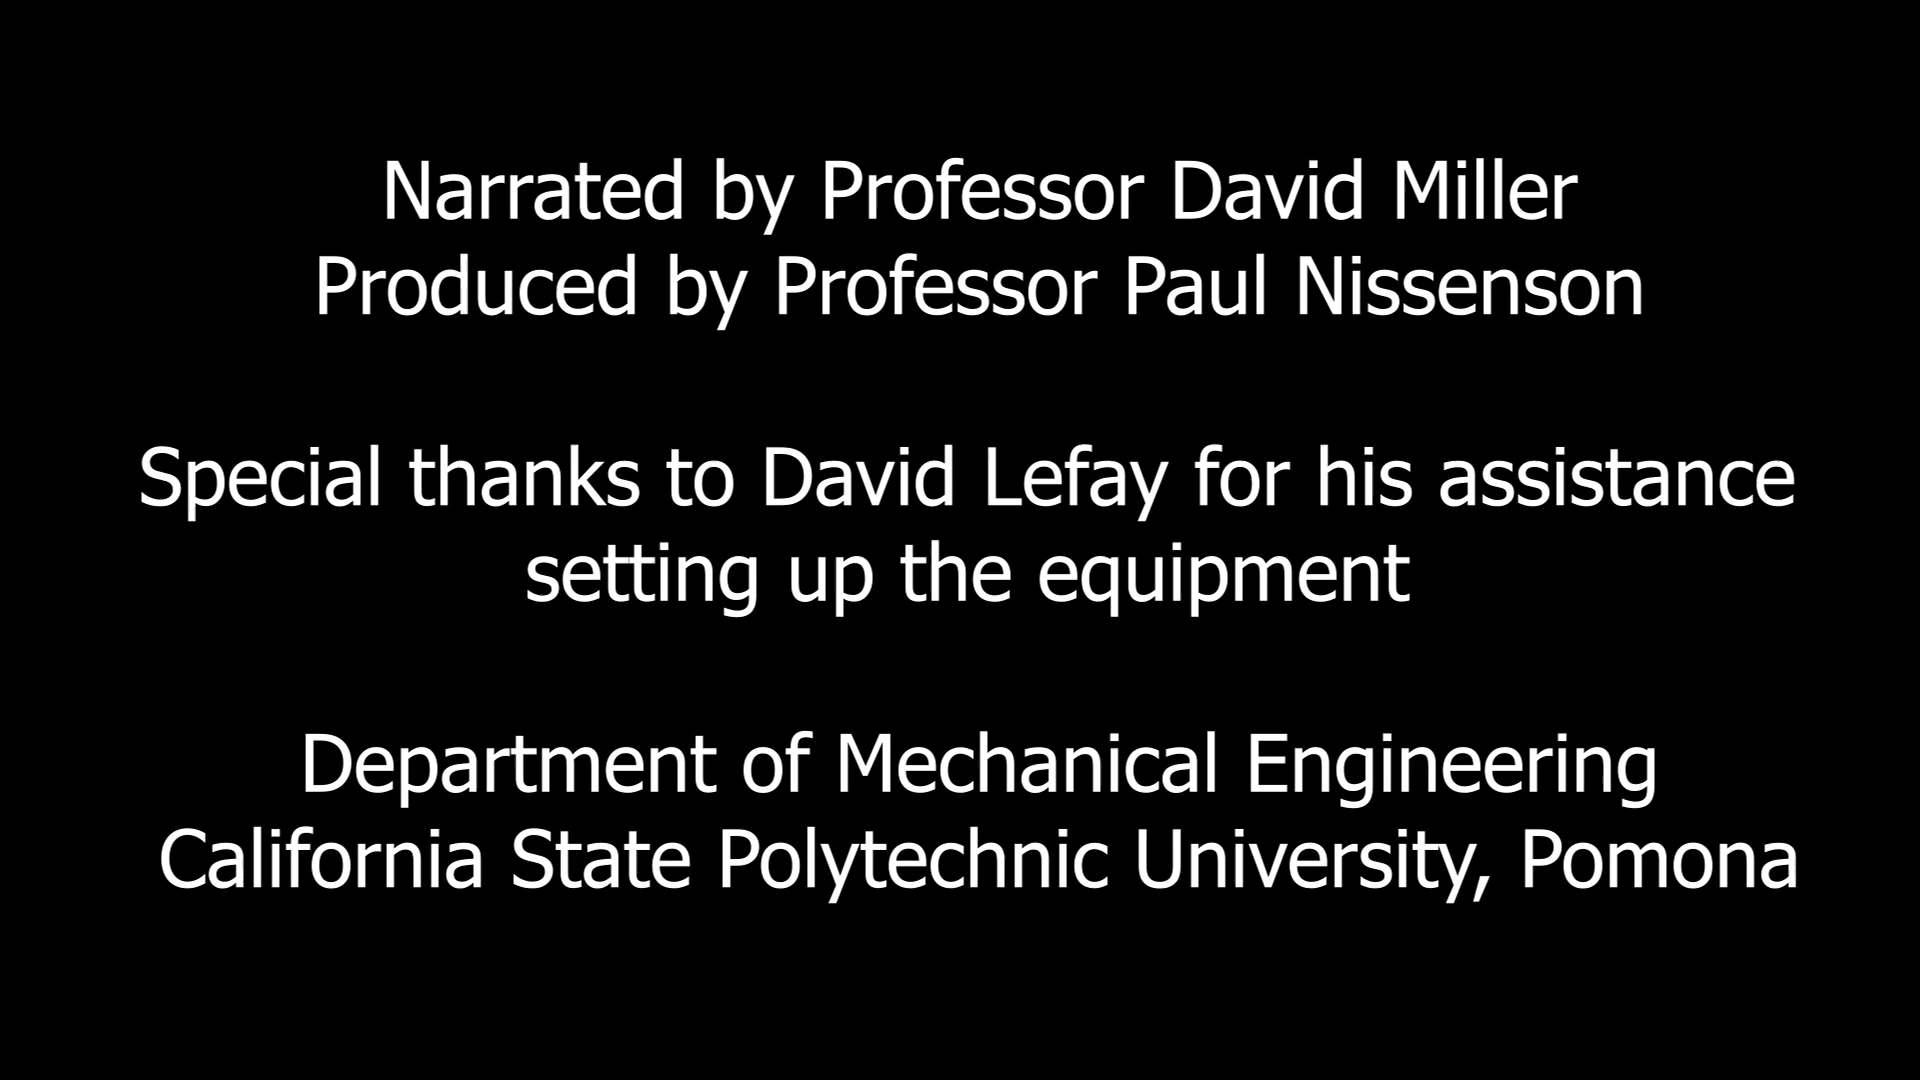 Narrated by Professor David Miller
Produced by Professor Paul Nissenson
Special thanks to David Lefay for his assistance
setting up the equipment
Department of Mechanical Engineering
California State Polytechnic University, Pomona